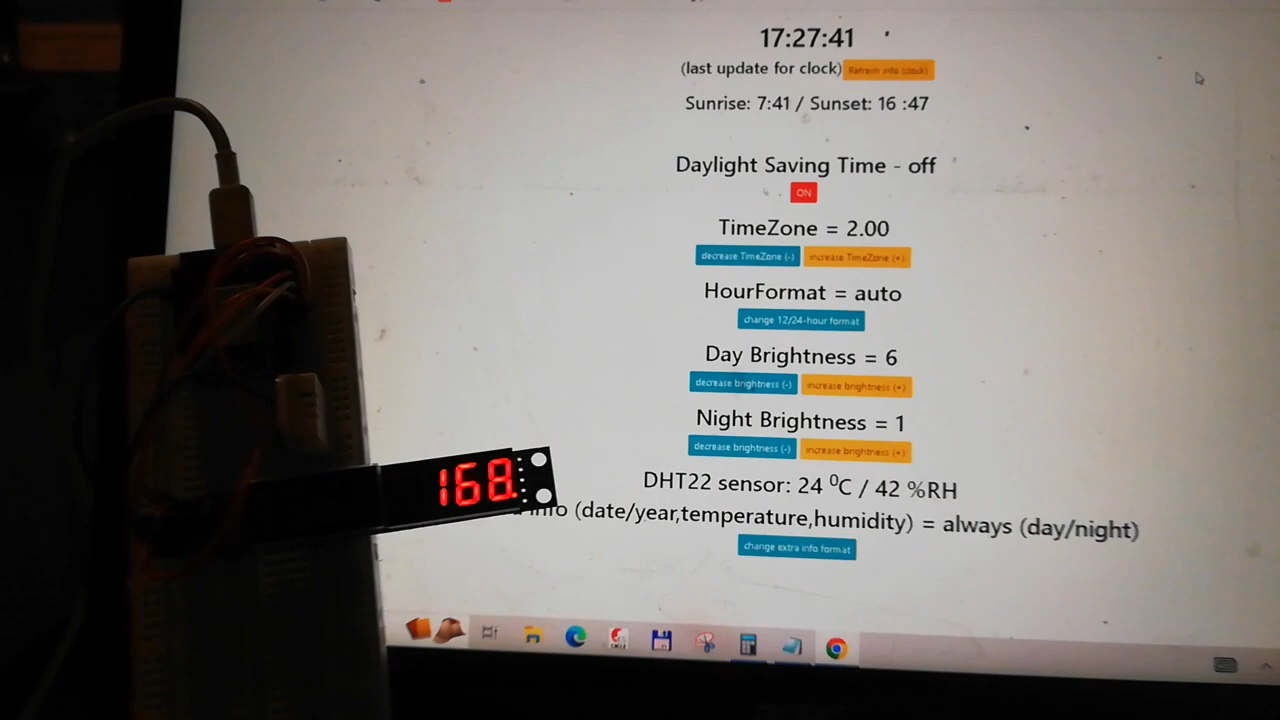 17:27:41
(last update for clock) Refresh info (clock)
Sunrise: 7:41 / Sunset: 16 :47
Daylight Saving Time - off
ON
TimeZone = 2.00
decrease TimeZone (-) increase TimeZone (+)
HourFormat = auto
change 12/24-hour format
Day Brightness = 6
decrease brightness (-) increase brightness (+)
Night Brightness = 1
decrease brightness (-) increase brightness (+)
168.
DHT22 sensor: 24 ⁰C / 42 %RH
info (date/year,temperature,humidity) = always (day/night)
change extra info format